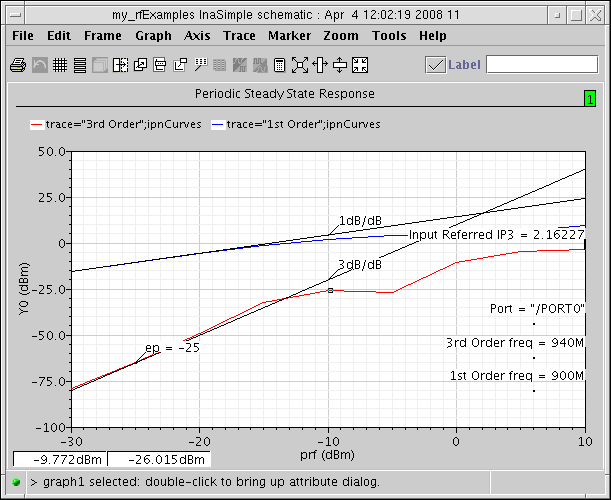 my_rfExamples lnaSimple schematic : Apr 4 12:02:19 2008 11
File Edit Frame Graph Axis Trace Marker Zoom Tools Help
Label
Periodic Steady State Response
1
trace="3rd Order";ipnCurves trace="1st Order";ipnCurves
50.0
25.0
0
-25.0
-50.0
-75.0
-100
Y0 (dBm)
1dB/dB
Input Referred IP3 = 2.16227
3dB/dB
Port = "/PORT0"
ep = -25
3rd Order freq = 940M
1st Order freq = 900M
-30 -20 -10 0 10
prf (dBm)
-9.772dBm -26.015dBm
> graph1 selected: double-click to bring up attribute dialog.